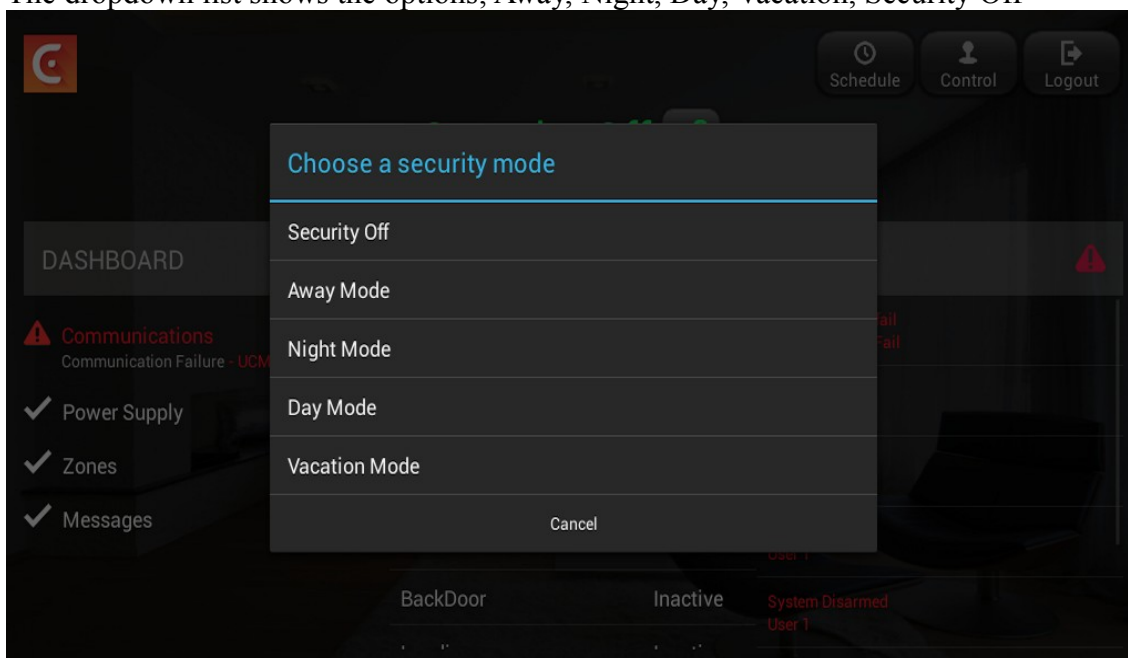 The dropdown list shows the options; Away, Night, Day, Vacation, Security Off
Schedule
Control
Logout
Choose a security mode
Security Off
Away Mode
Night Mode
Day Mode
Vacation Mode
Cancel
DASHBOARD
Communications
Communication Failure - UCM
Power Supply
Zones
Messages
Fail
User 1
BackDoor Inactive
System Disarmed
User 1